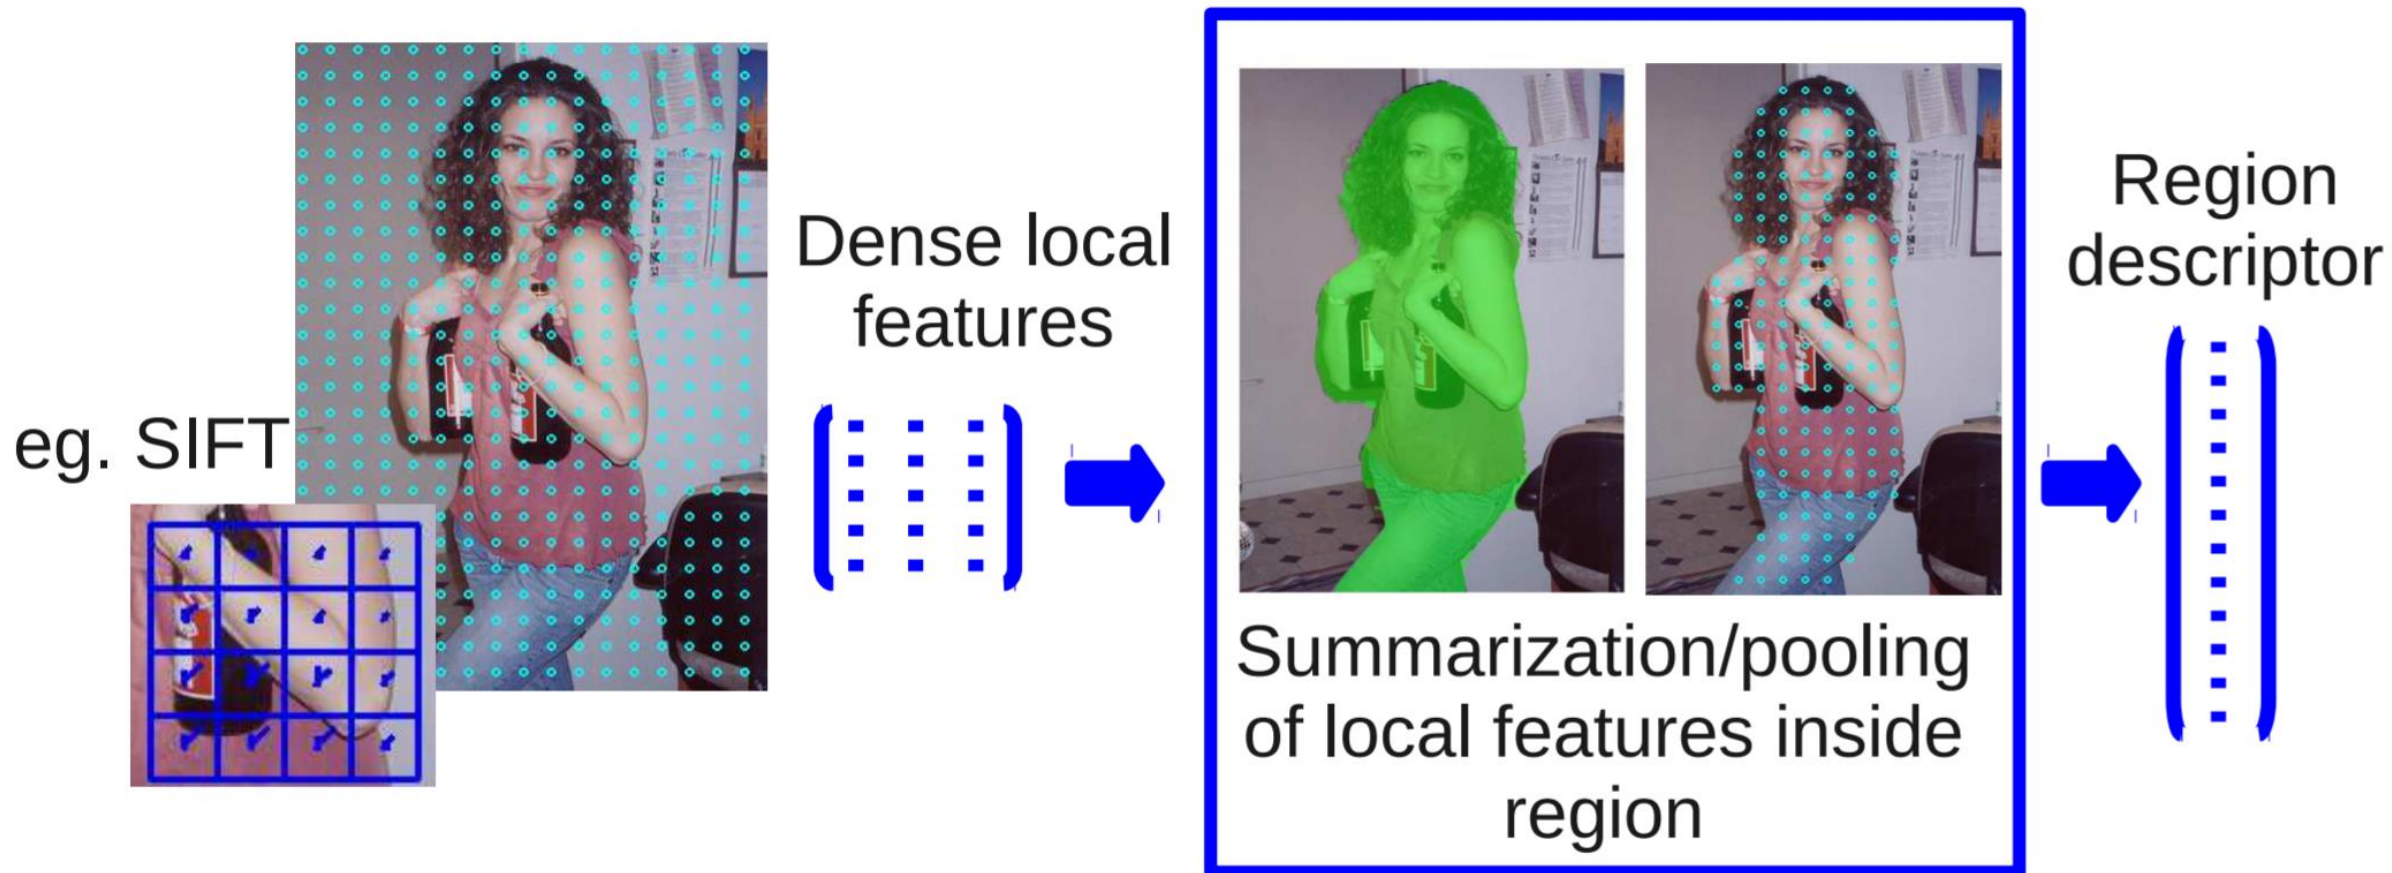 eg. SIFT
Dense local
features
Summarization/pooling
of local features inside
region
Region
descriptor